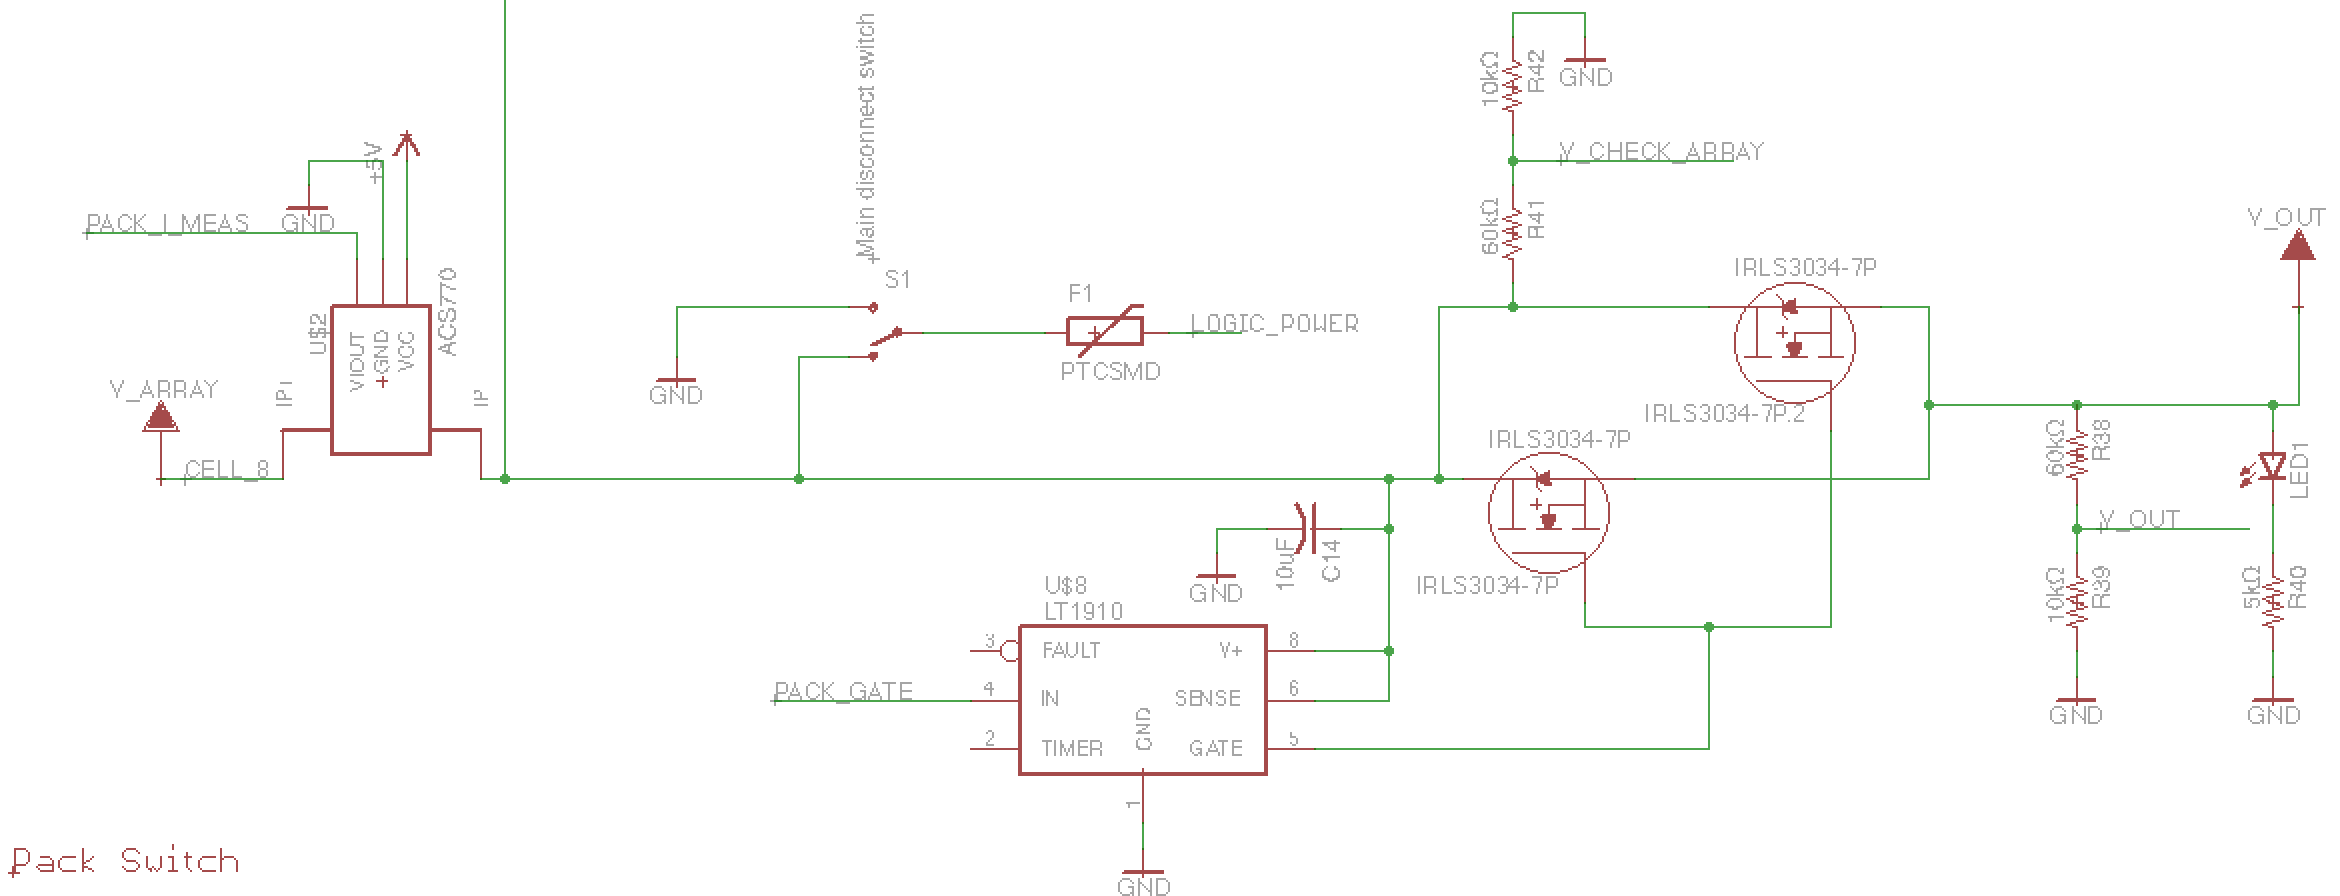 Main disconnect switch
10kΩ
R42
GND
V_CHECK_ARRAY
60kΩ
R41
+5V
GND
PACK_I_MEAS
U$2
ACS770
VIOUT
GND
VCC
V_ARRAY
CELL_8
S1
GND
F1
PTCSMD
LOGIC_POWER
IRLS3034-7P
IRLS3034-7P.2
IRLS3034-7P
IRLS3034-7P
V_OUT
60kΩ
R38
LED1
V_OUT
10kΩ
R39
5kΩ
R40
GND
GND
GND
10uF
C14
U$8
LT1910
3
FAULT
V+
8
PACK_GATE
4
IN
SENSE
6
2
TIMER
GND
GATE
5
1
GND
IP
Pack Switch